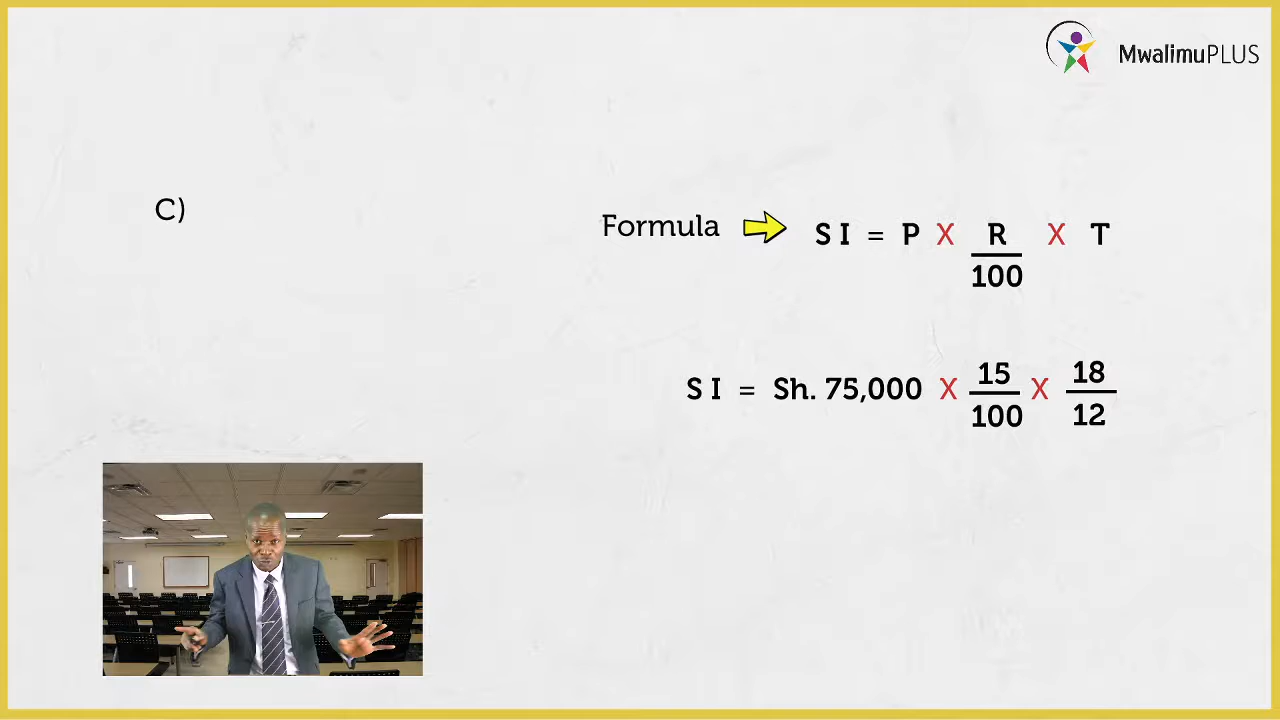 MwalimuPLUS
C)
Formula S I = P X R/100 X T
S I = Sh. 75,000 X 15/100 X 18/12